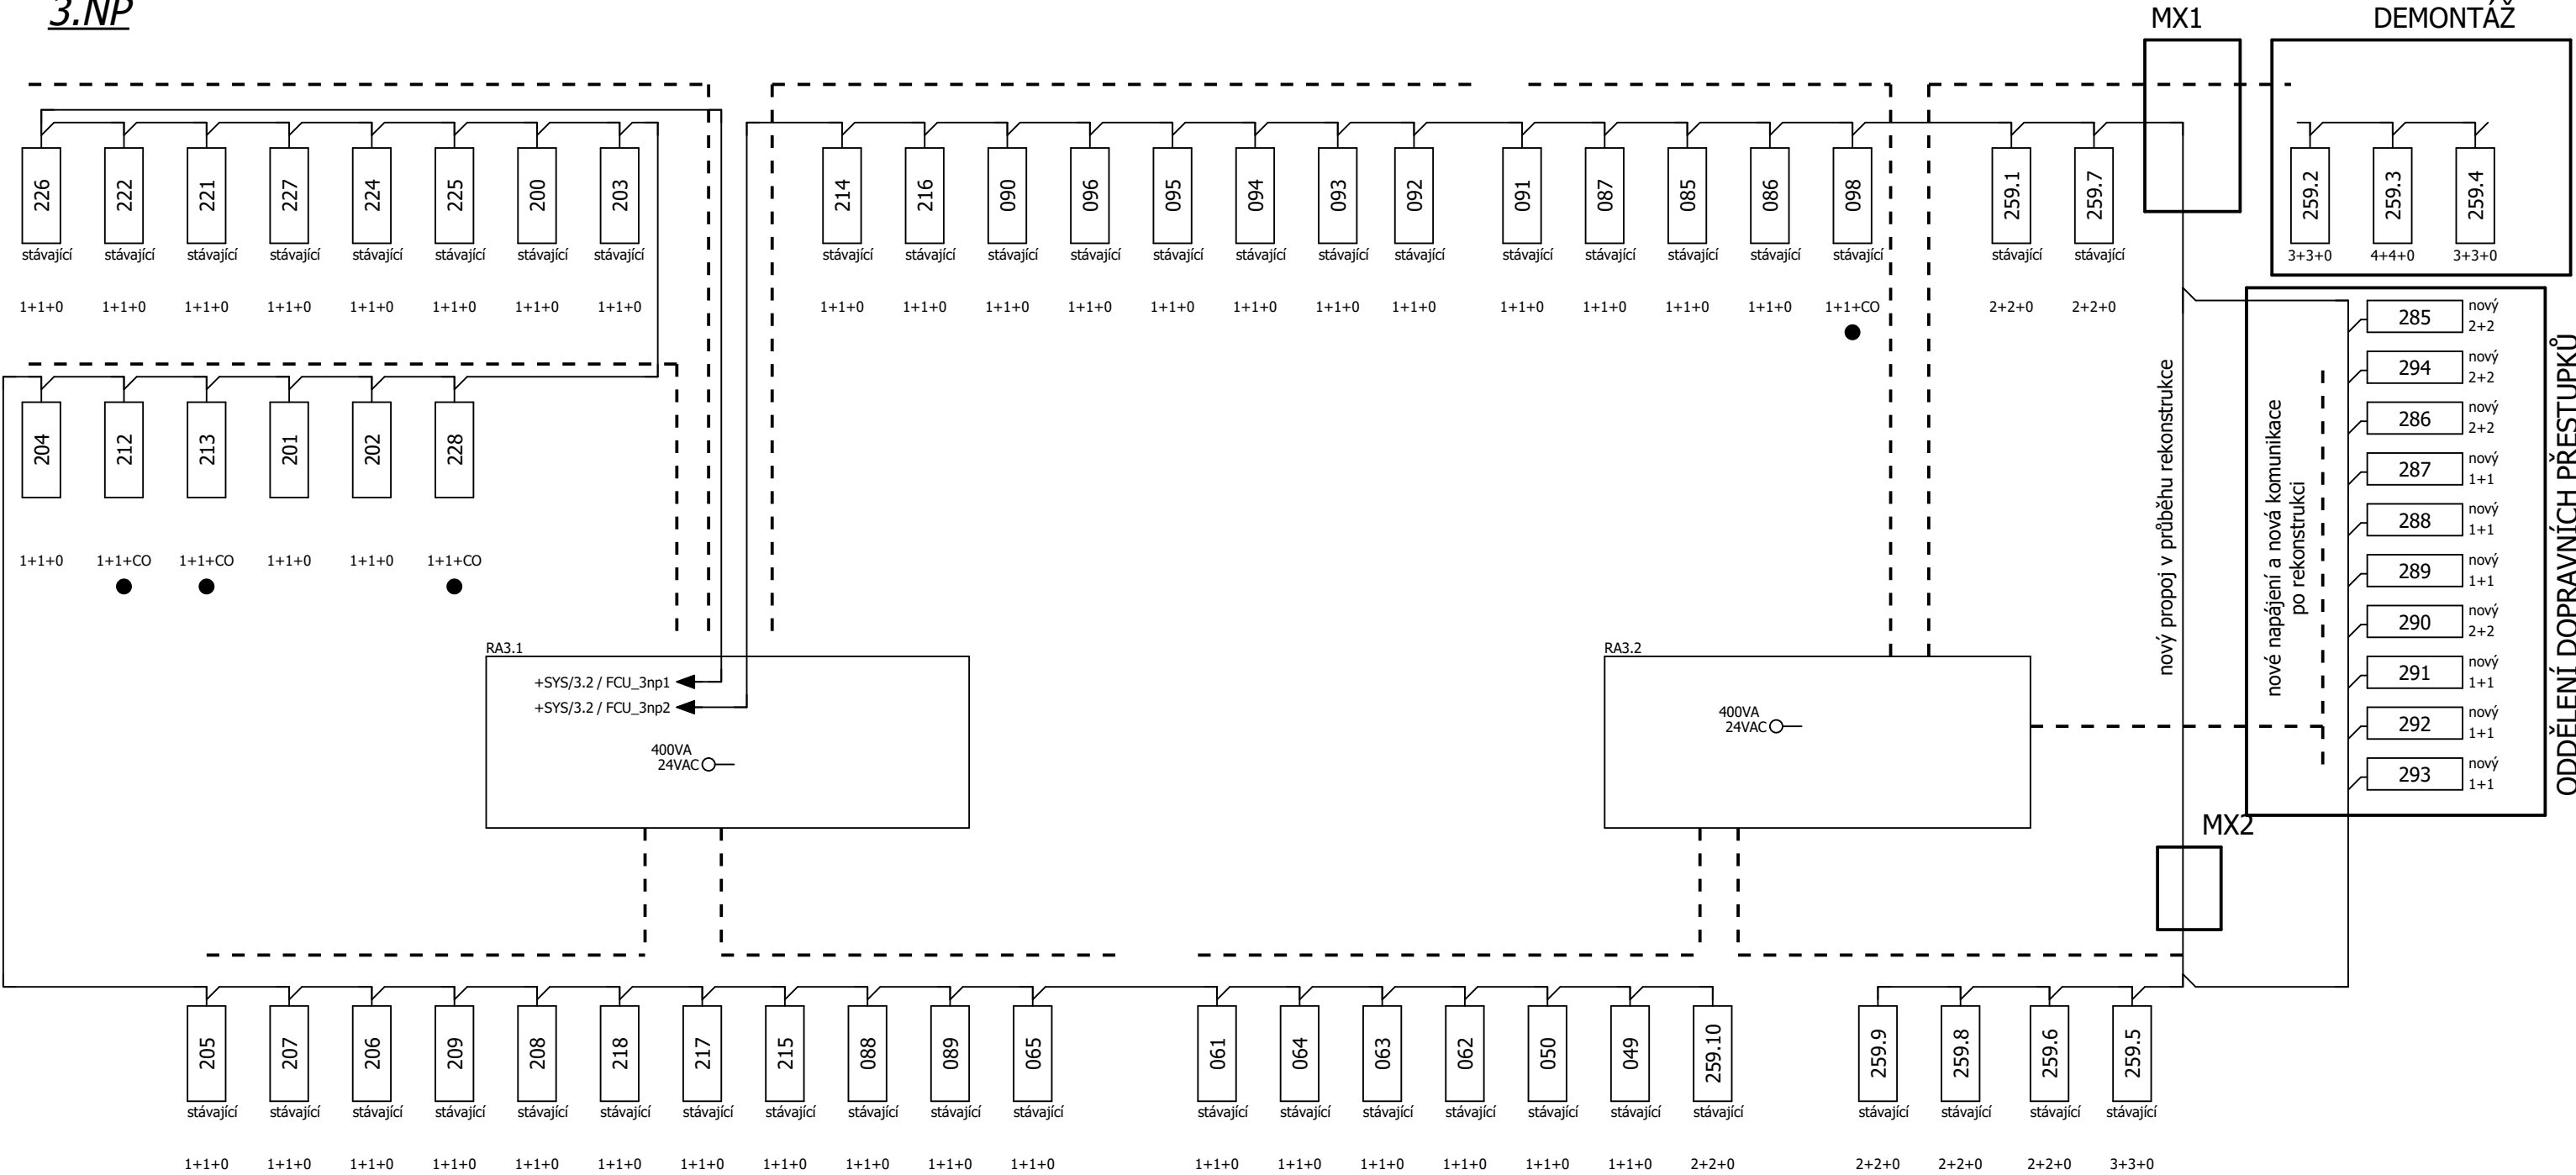 3.NP
MX1
DEMONTÁŽ
226 222 221 227 224 225 200 203 214 216 090 096 095 094 093 092 091 087 085 086 098 259.1 259.7 259.2 259.3 259.4
stávající stávající stávající stávající stávající stávající stávající stávající stávající stávající stávající stávající stávající stávající stávající stávající stávající stávající stávající stávající stávající stávající stávající 3+3+0 4+4+0 3+3+0
1+1+0 1+1+0 1+1+0 1+1+0 1+1+0 1+1+0 1+1+0 1+1+0 1+1+0 1+1+0 1+1+0 1+1+0 1+1+0 1+1+0 1+1+0 1+1+0 1+1+0 1+1+0 1+1+0 1+1+0 1+1+CO 2+2+0 2+2+0
204 212 213 201 202 228
1+1+0 1+1+CO 1+1+CO 1+1+0 1+1+0 1+1+CO
nový propoj v průběhu rekonstrukce
nové napájení a nová komunikace
po rekonstrukci
285 nový
2+2
294 nový
2+2
286 nový
2+2
287 nový
1+1
288 nový
1+1
289 nový
1+1
290 nový
2+2
291 nový
1+1
292 nový
1+1
293 nový
1+1
ODDĚLENÍ DOPRAVNÍCH PŘESTUPKŮ
RA3.1
+SYS/3.2 / FCU_3np1
+SYS/3.2 / FCU_3np2
400VA
24VAC
RA3.2
400VA
24VAC
MX2
205 207 206 209 208 218 217 215 088 089 065 061 064 063 062 050 049 259.10 259.9 259.8 259.6 259.5
stávající stávající stávající stávající stávající stávající stávající stávající stávající stávající stávající stávající stávající stávající stávající stávající stávající stávající stávající stávající stávající stávající
1+1+0 1+1+0 1+1+0 1+1+0 1+1+0 1+1+0 1+1+0 1+1+0 1+1+0 1+1+0 1+1+0 1+1+0 1+1+0 1+1+0 1+1+0 1+1+0 1+1+0 2+2+0 2+2+0 2+2+0 2+2+0 3+3+0